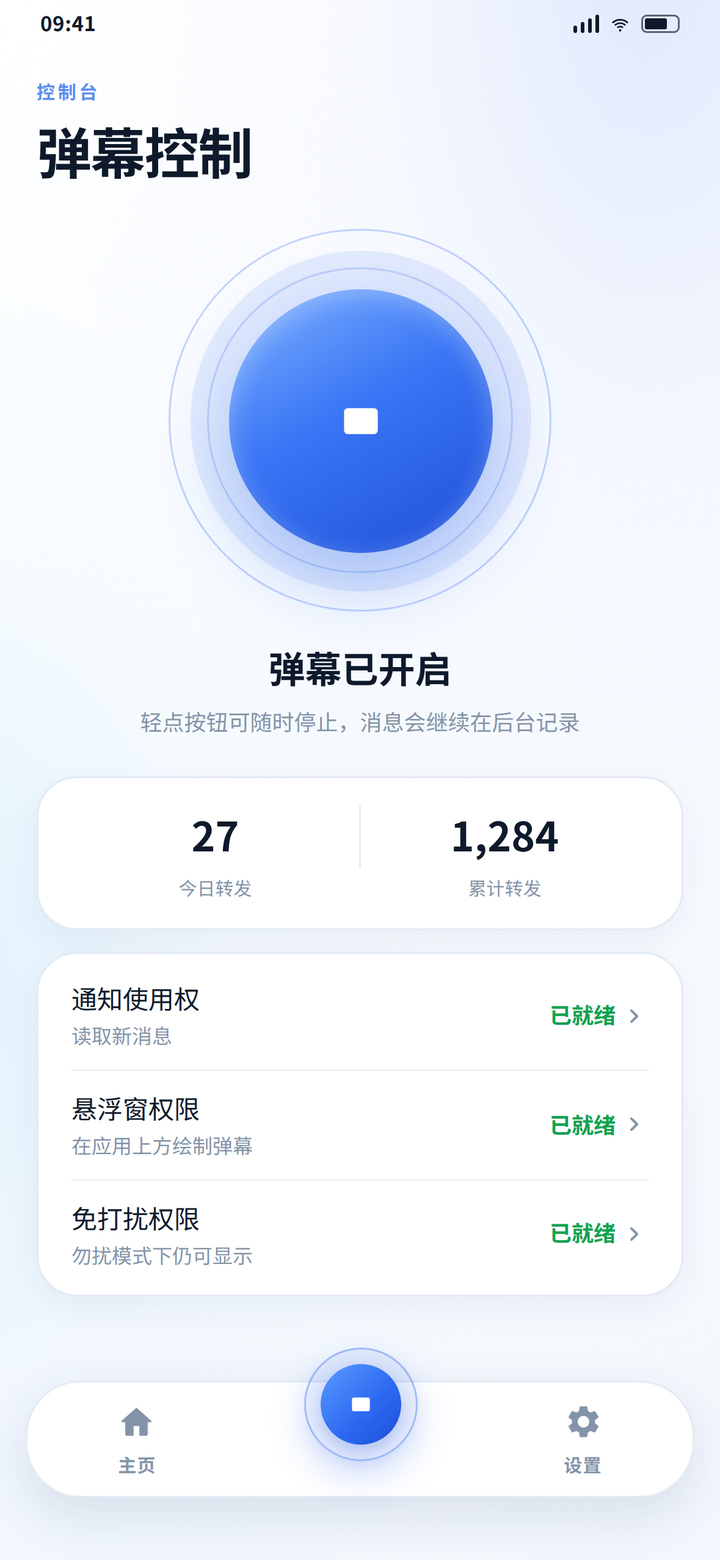 09:41
控制台
弹幕控制
弹幕已开启
轻点按钮可随时停止，消息会继续在后台记录
27
今日转发
1,284
累计转发
通知使用权
读取新消息
已就绪
悬浮窗权限
在应用上方绘制弹幕
已就绪
免打扰权限
勿扰模式下仍可显示
已就绪
主页
设置